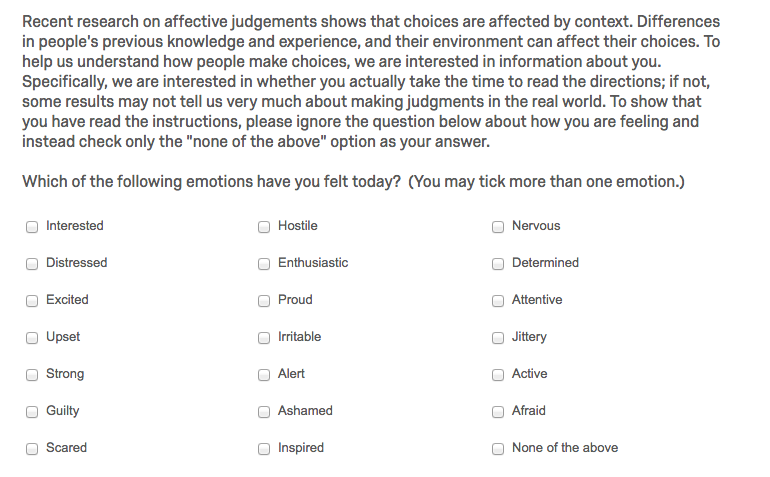 Recent research on affective judgements shows that choices are affected by context. Differences
in people's previous knowledge and experience, and their environment can affect their choices. To
help us understand how people make choices, we are interested in information about you.
Specifically, we are interested in whether you actually take the time to read the directions; if not,
some results may not tell us very much about making judgments in the real world. To show that
you have read the instructions, please ignore the question below about how you are feeling and
instead check only the "none of the above" option as your answer.
Which of the following emotions have you felt today? (You may tick more than one emotion.)
Interested Hostile Nervous
Distressed Enthusiastic Determined
Excited Proud Attentive
Upset Irritable Jittery
Strong Alert Active
Guilty Ashamed Afraid
Scared Inspired None of the above